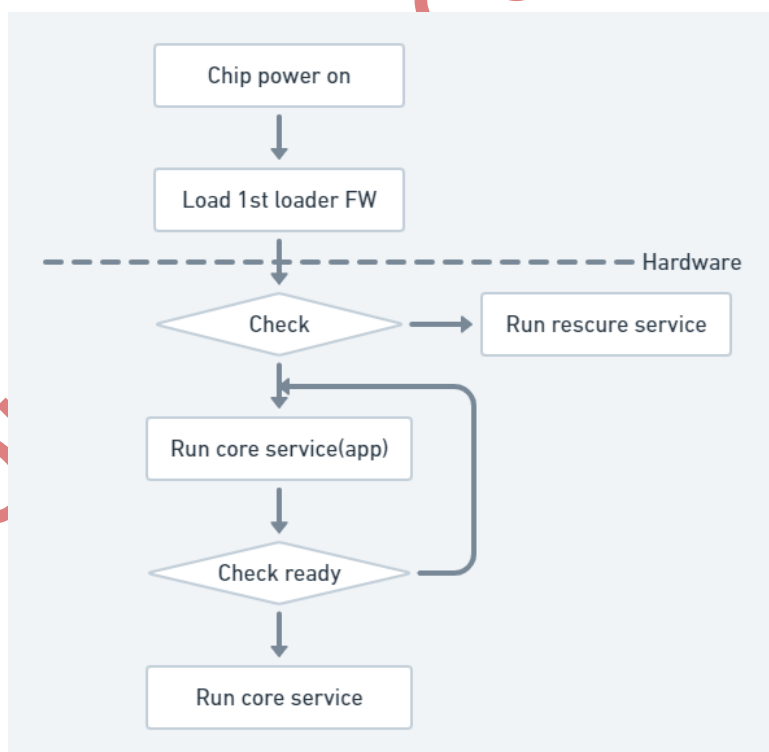 Chip power on
Load 1st loader FW
Hardware
Check
Run rescure service
Run core service(app)
Check ready
Run core service